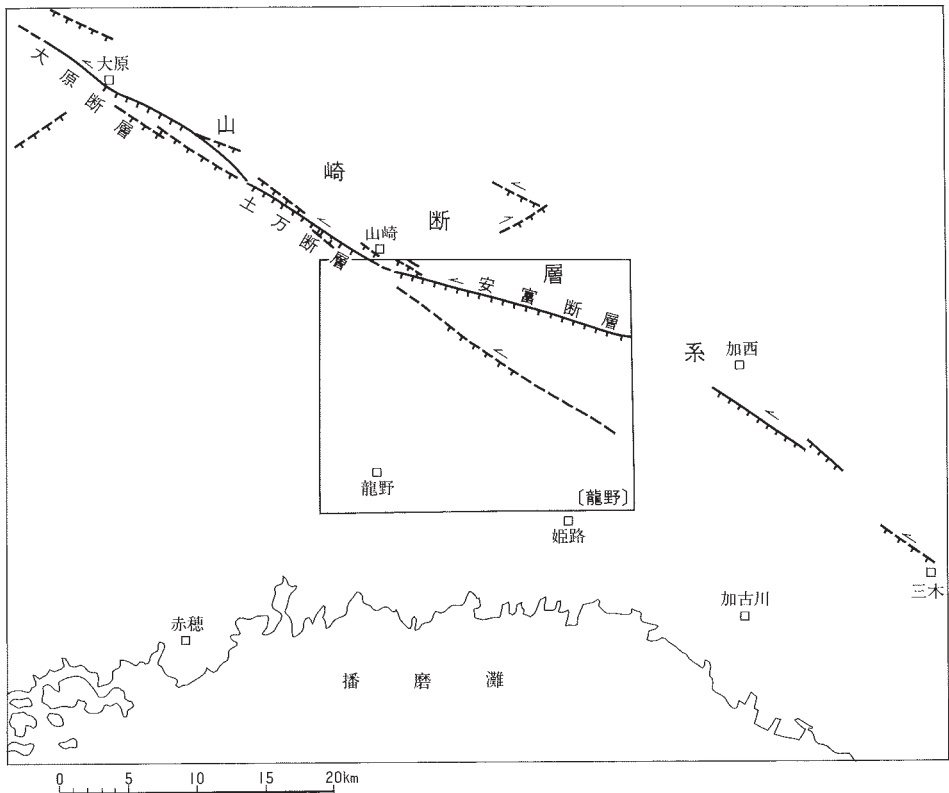 大原
大原断層
山崎断層系
土万断層
山崎
安富断層
加西
龍野
〔龍野〕
姫路
三木
加古川
赤穂
播磨灘
0 5 10 15 20km